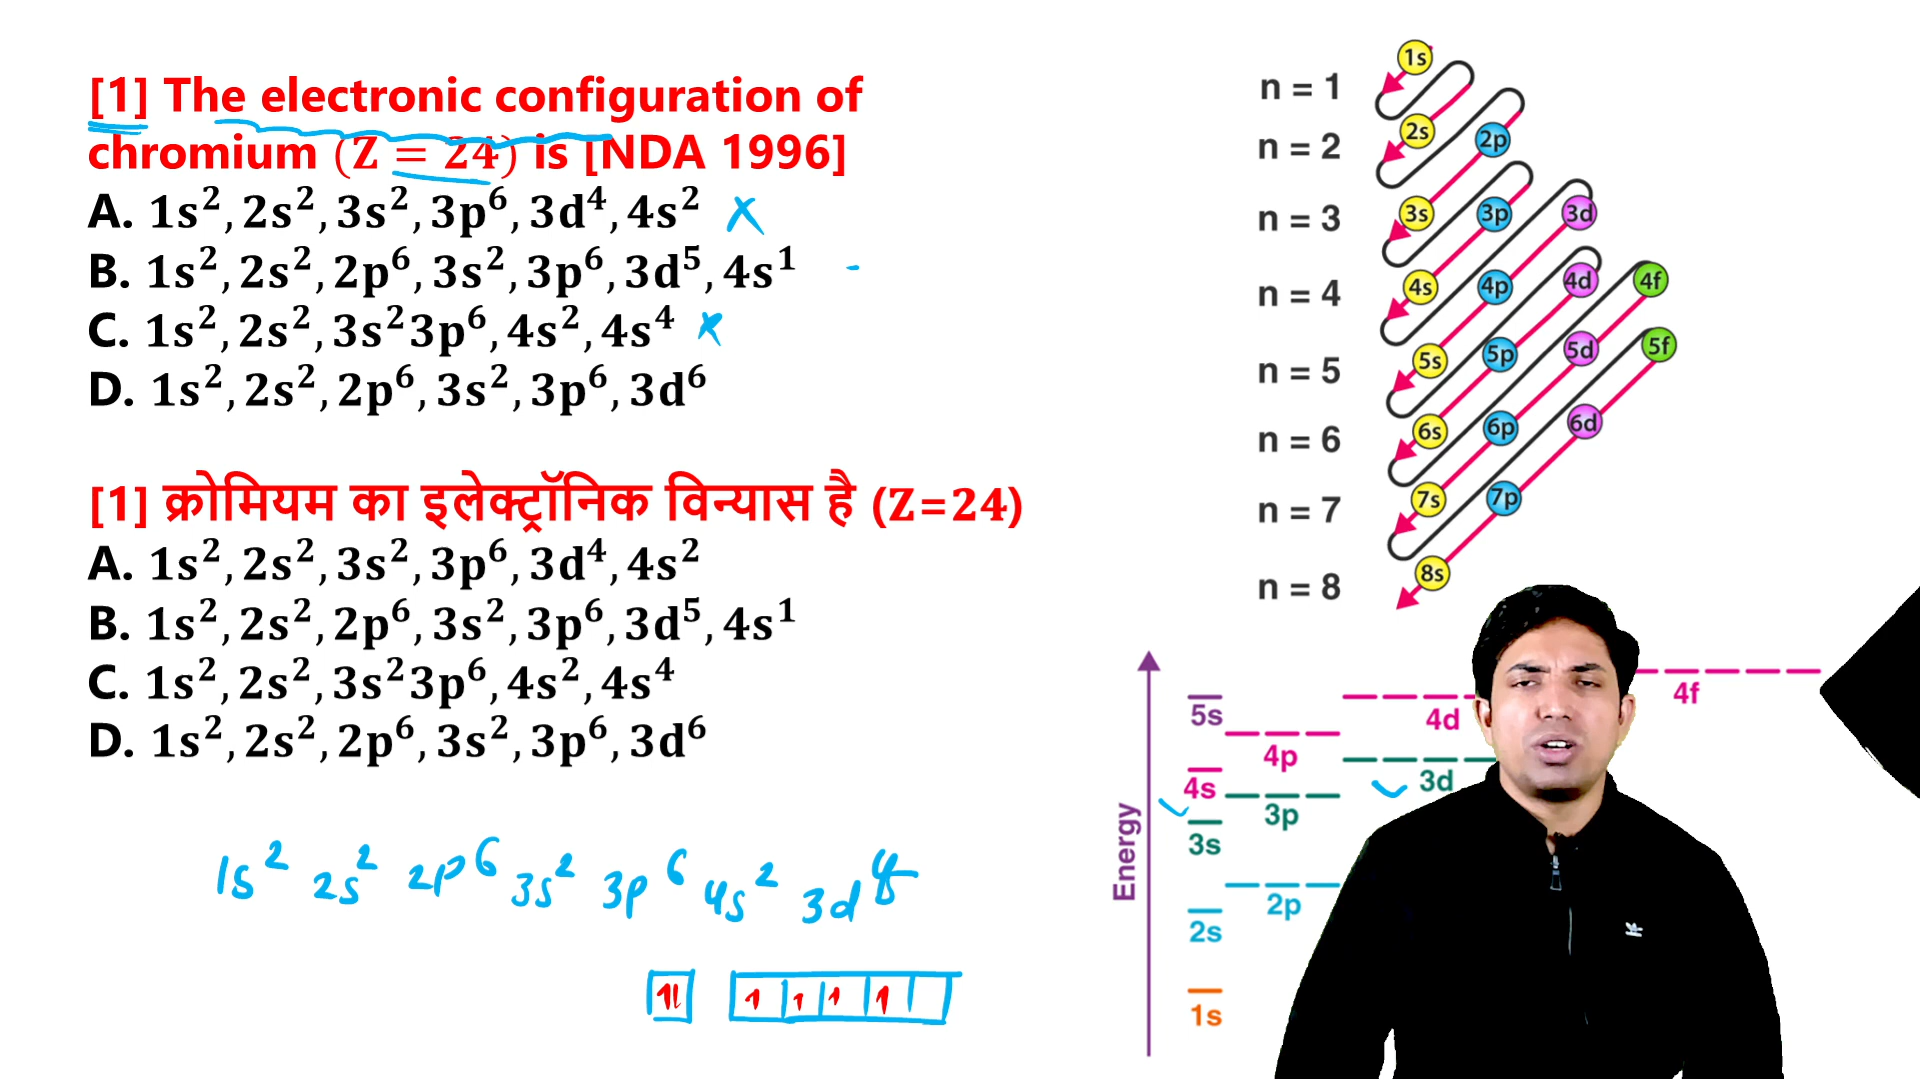 [1] The electronic configuration of
chromium (Z = 24) is [NDA 1996]
A. 1s², 2s², 3s², 3p⁶, 3d⁴, 4s²
B. 1s², 2s², 2p⁶, 3s², 3p⁶, 3d⁵, 4s¹
C. 1s², 2s², 3s²3p⁶, 4s², 4s⁴
D. 1s², 2s², 2p⁶, 3s², 3p⁶, 3d⁶
[1] क्रोमियम का इलेक्ट्रॉनिक विन्यास है (Z=24)
A. 1s², 2s², 3s², 3p⁶, 3d⁴, 4s²
B. 1s², 2s², 2p⁶, 3s², 3p⁶, 3d⁵, 4s¹
C. 1s², 2s², 3s²3p⁶, 4s², 4s⁴
D. 1s², 2s², 2p⁶, 3s², 3p⁶, 3d⁶
1s² 2s² 2p⁶ 3s² 3p⁶ 4s² 3d⁴
1s
n = 1
n = 2 2s 2p
n = 3 3s 3p 3d
n = 4 4s 4p 4d 4f
n = 5 5s 5p 5d 5f
n = 6 6s 6p 6d
n = 7 7s 7p
n = 8 8s
Energy
4f
5s 4d
4p
4s 3d
3p
3s
2p
2s
1s